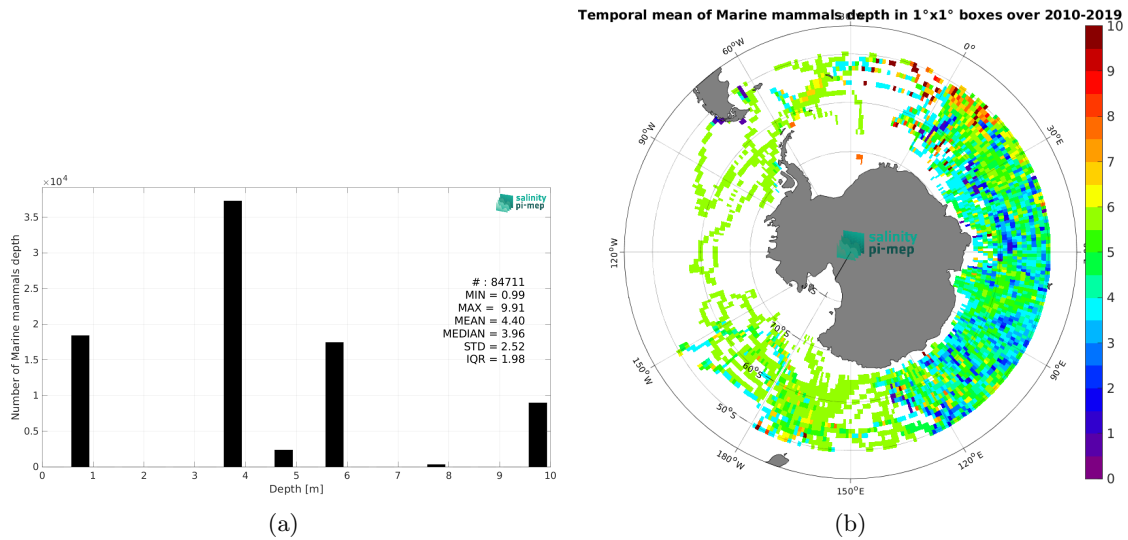 Temporal mean of Marine mammals depth in 1°x1° boxes over 2010-2019
×10⁴
3.5
3
2.5
2
1.5
1
0.5
0
Number of Marine mammals depth
0 1 2 3 4 5 6 7 8 9 10
Depth [m]
salinity
pi-mep
# : 84711
MIN = 0.99
MAX = 9.91
MEAN = 4.40
MEDIAN = 3.96
STD = 2.52
IQR = 1.98
(a)
60°W
0°
90°W
30°E
120°W
150°W
90°E
180°W
120°E
150°E
70°S
60°S
50°S
salinity
pi-mep
10
9
8
7
6
5
4
3
2
1
0
(b)